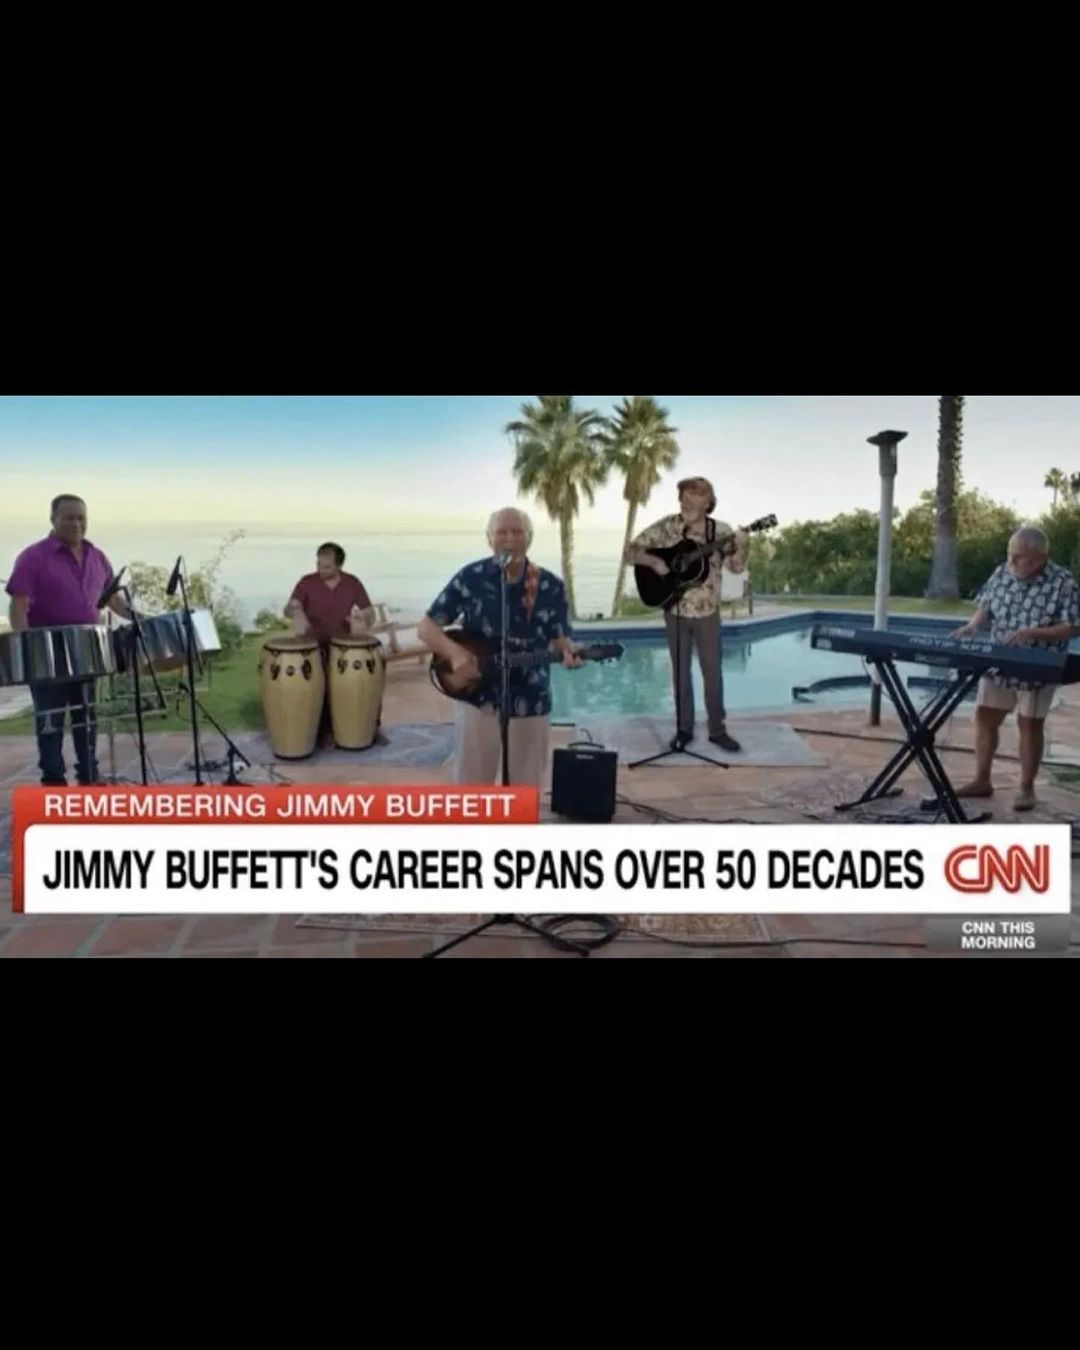 REMEMBERING JIMMY BUFFETT
JIMMY BUFFETT'S CAREER SPANS OVER 50 DECADES
CNN
CNN THIS
MORNING